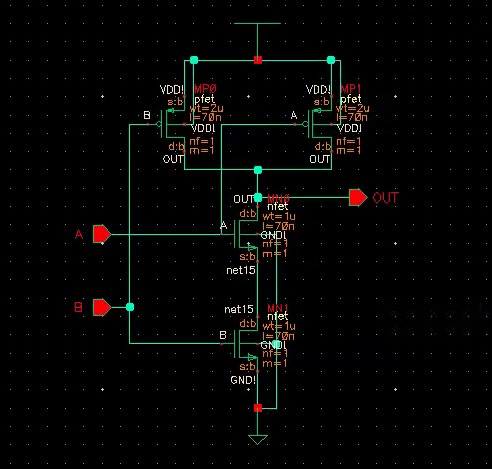 VDD! MP0
s:b pfet
wt=2u
B l=70n
VDD!
nf=1
d:b m=1
OUT
VDD! MP1
s:b pfet
wt=2u
A l=70n
VDD!
nf=1
d:b m=1
OUT
OUT MN0
nfet
d:b wt=1u
l=70n
A GND!
nf=1
s:b m=1
net15
OUT
A
B
net15 MN1
nfet
d:b wt=1u
l=70n
B GND!
nf=1
s:b m=1
GND!